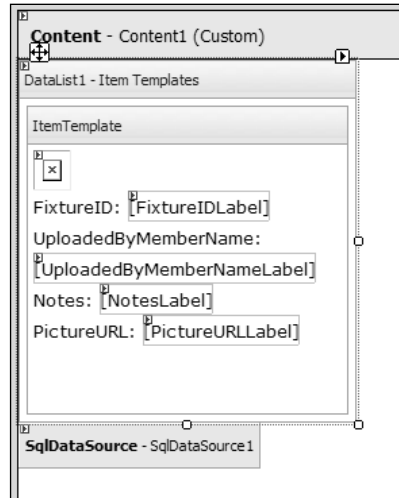 Content - Content1 (Custom)
DataList1 - Item Templates
ItemTemplate
FixtureID: [FixtureIDLabel]
UploadedByMemberName:
[UploadedByMemberNameLabel]
Notes: [NotesLabel]
PictureURL: [PictureURLLabel]
SqlDataSource - SqlDataSource1